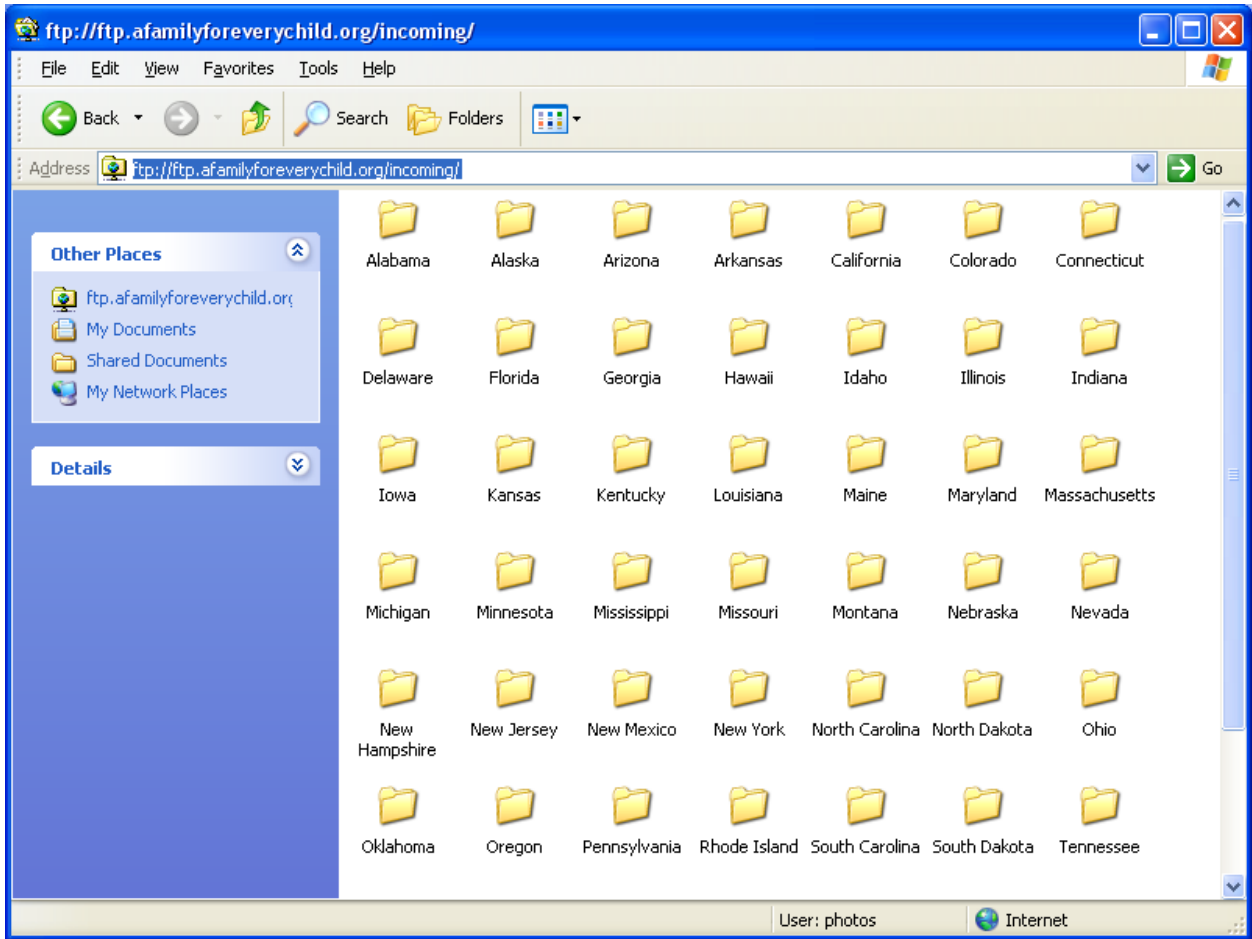 ftp://ftp.afamilyforeverychild.org/incoming/
File Edit View Favorites Tools Help
Back Search Folders
Address ftp://ftp.afamilyforeverychild.org/incoming/ Go
Other Places
ftp.afamilyforeverychild.org
My Documents
Shared Documents
My Network Places
Details
Alabama Alaska Arizona Arkansas California Colorado Connecticut
Delaware Florida Georgia Hawaii Idaho Illinois Indiana
Iowa Kansas Kentucky Louisiana Maine Maryland Massachusetts
Michigan Minnesota Mississippi Missouri Montana Nebraska Nevada
New Hampshire New Jersey New Mexico New York North Carolina North Dakota Ohio
Oklahoma Oregon Pennsylvania Rhode Island South Carolina South Dakota Tennessee
User: photos Internet